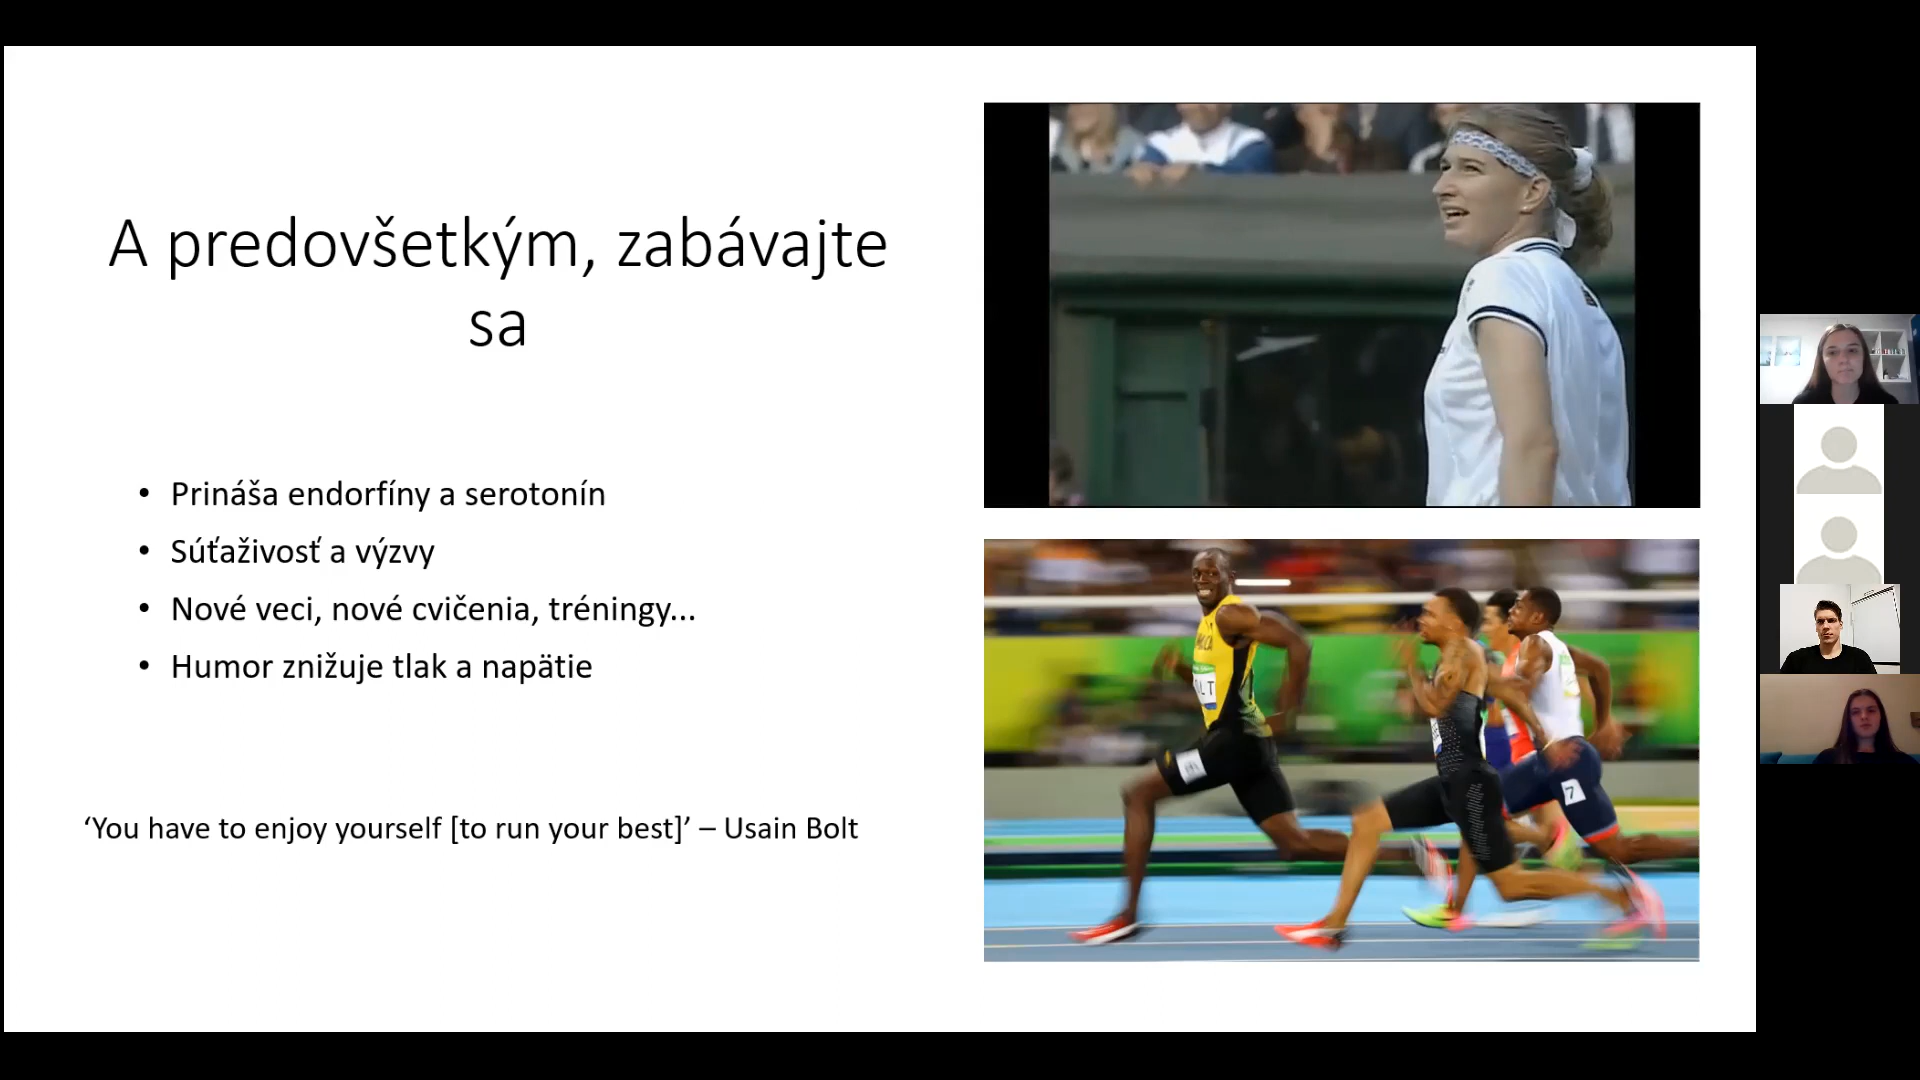 A predovšetkým, zabávajte
sa
• Prináša endorfíny a serotonín
• Súťaživosť a výzvy
• Nové veci, nové cvičenia, tréningy...
• Humor znižuje tlak a napätie
‘You have to enjoy yourself [to run your best]’ – Usain Bolt
7